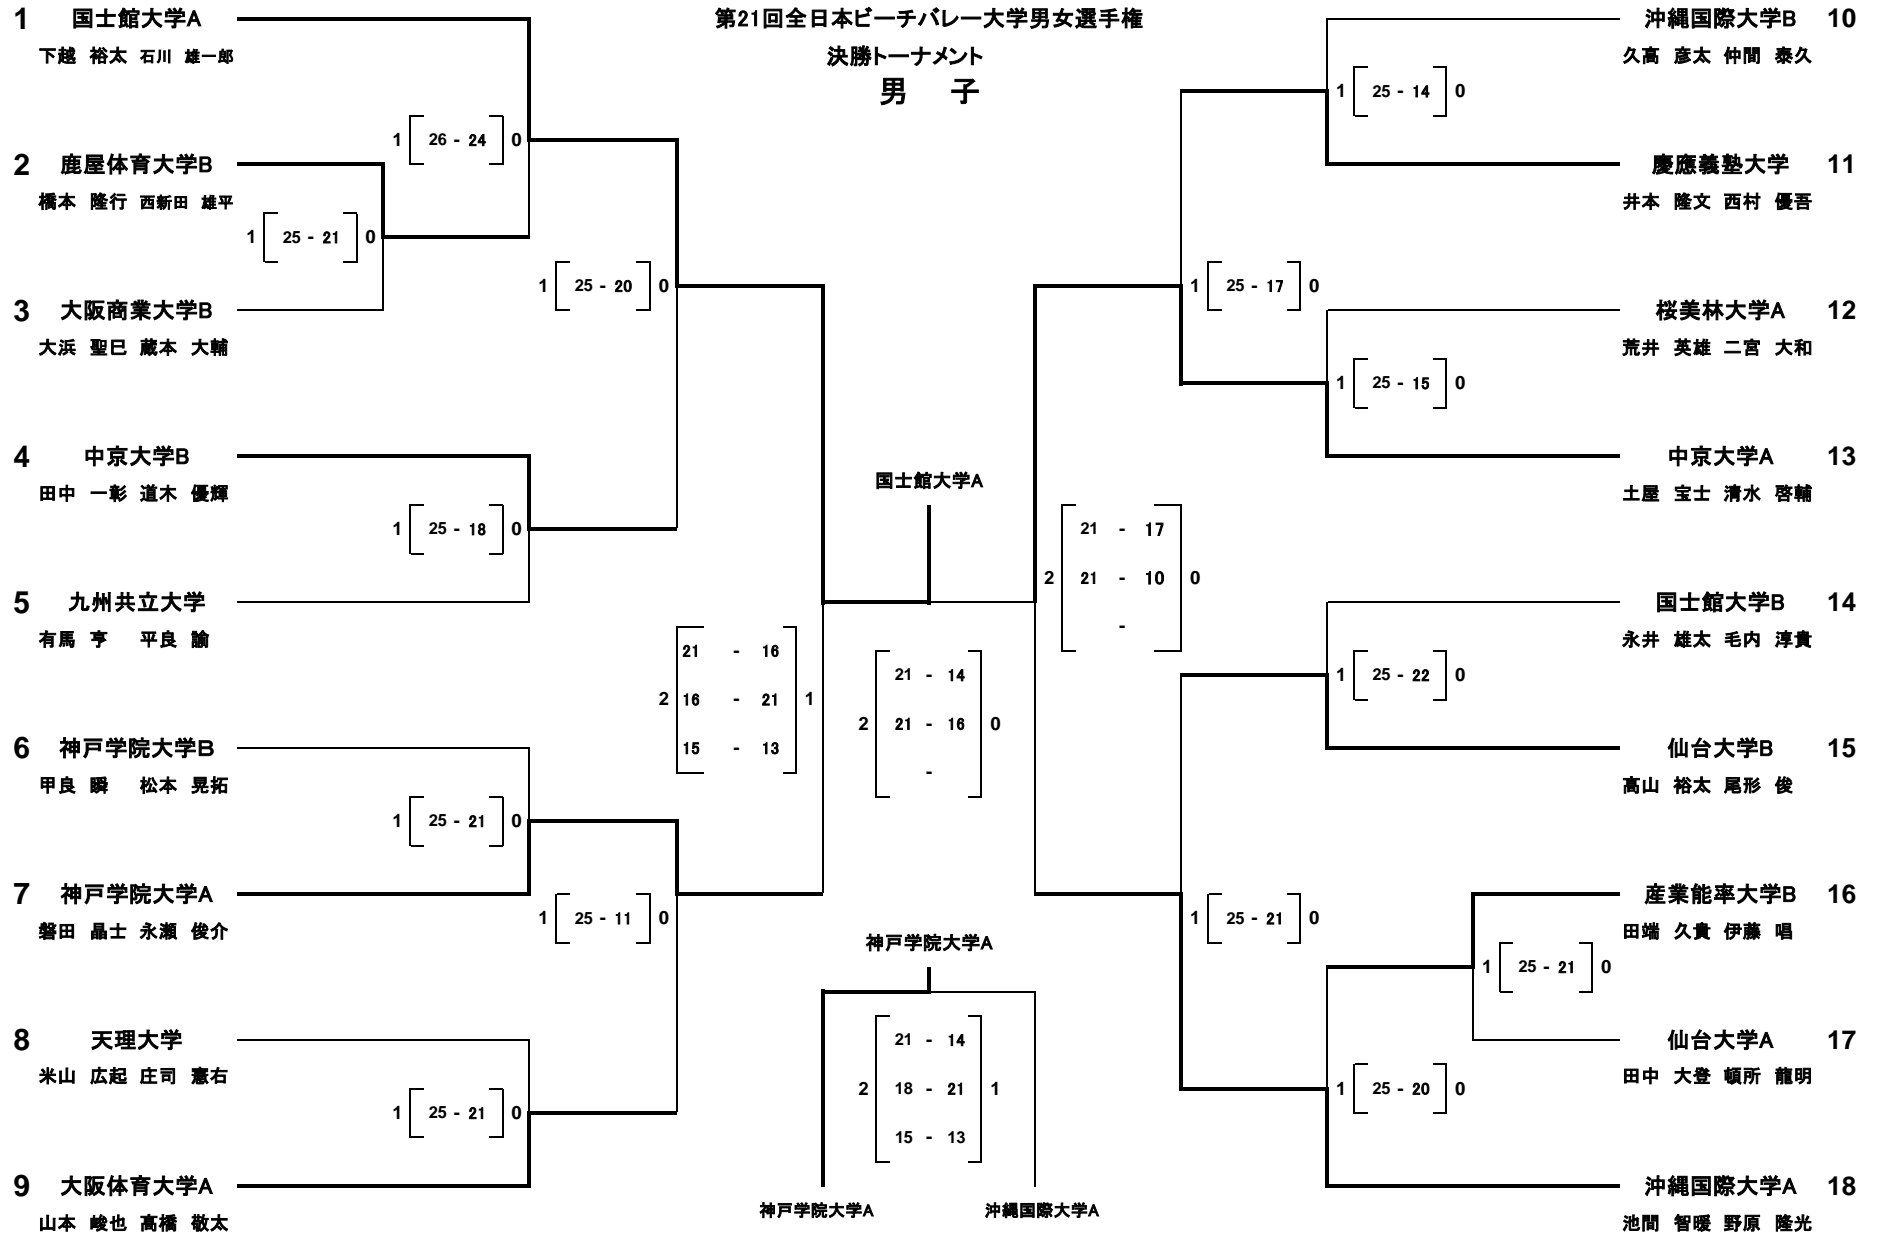 第21回全日本ビーチバレー大学男女選手権
決勝トーナメント
男 子
1 国士館大学A
下越 裕太 石川 雄一郎
1 26 - 24 0
2 鹿屋体育大学B
橋本 隆行 西新田 雄平
1 25 - 21 0
1 25 - 20 0
3 大阪商業大学B
大浜 聖巳 蔵本 大輔
4 中京大学B
田中 一彰 道木 優輝
1 25 - 18 0
5 九州共立大学
有馬 亨 平良 諭
21 - 16
2 16 - 21 1
15 - 13
6 神戸学院大学B
甲良 瞬 松本 晃拓
1 25 - 21 0
7 神戸学院大学A
磐田 晶士 永瀬 俊介
1 25 - 11 0
8 天理大学
米山 広起 庄司 憲右
1 25 - 21 0
9 大阪体育大学A
山本 峻也 高橋 敬太
国士館大学A
21 - 14
2 21 - 16 0
-
神戸学院大学A
21 - 14
2 18 - 21 1
15 - 13
神戸学院大学A 沖縄国際大学A
沖縄国際大学B 10
久高 彦太 仲間 泰久
1 25 - 14 0
慶應義塾大学 11
井本 隆文 西村 優吾
1 25 - 17 0
桜美林大学A 12
荒井 英雄 二宮 大和
1 25 - 15 0
中京大学A 13
土屋 宝士 清水 啓輔
21 - 17
2 21 - 10 0
-
国士館大学B 14
永井 雄太 毛内 淳貴
1 25 - 22 0
仙台大学B 15
高山 裕太 尾形 俊
産業能率大学B 16
田端 久貴 伊藤 唱
1 25 - 21 0
1 25 - 21 0
仙台大学A 17
田中 大登 頓所 龍明
1 25 - 20 0
沖縄国際大学A 18
池間 智暖 野原 隆光